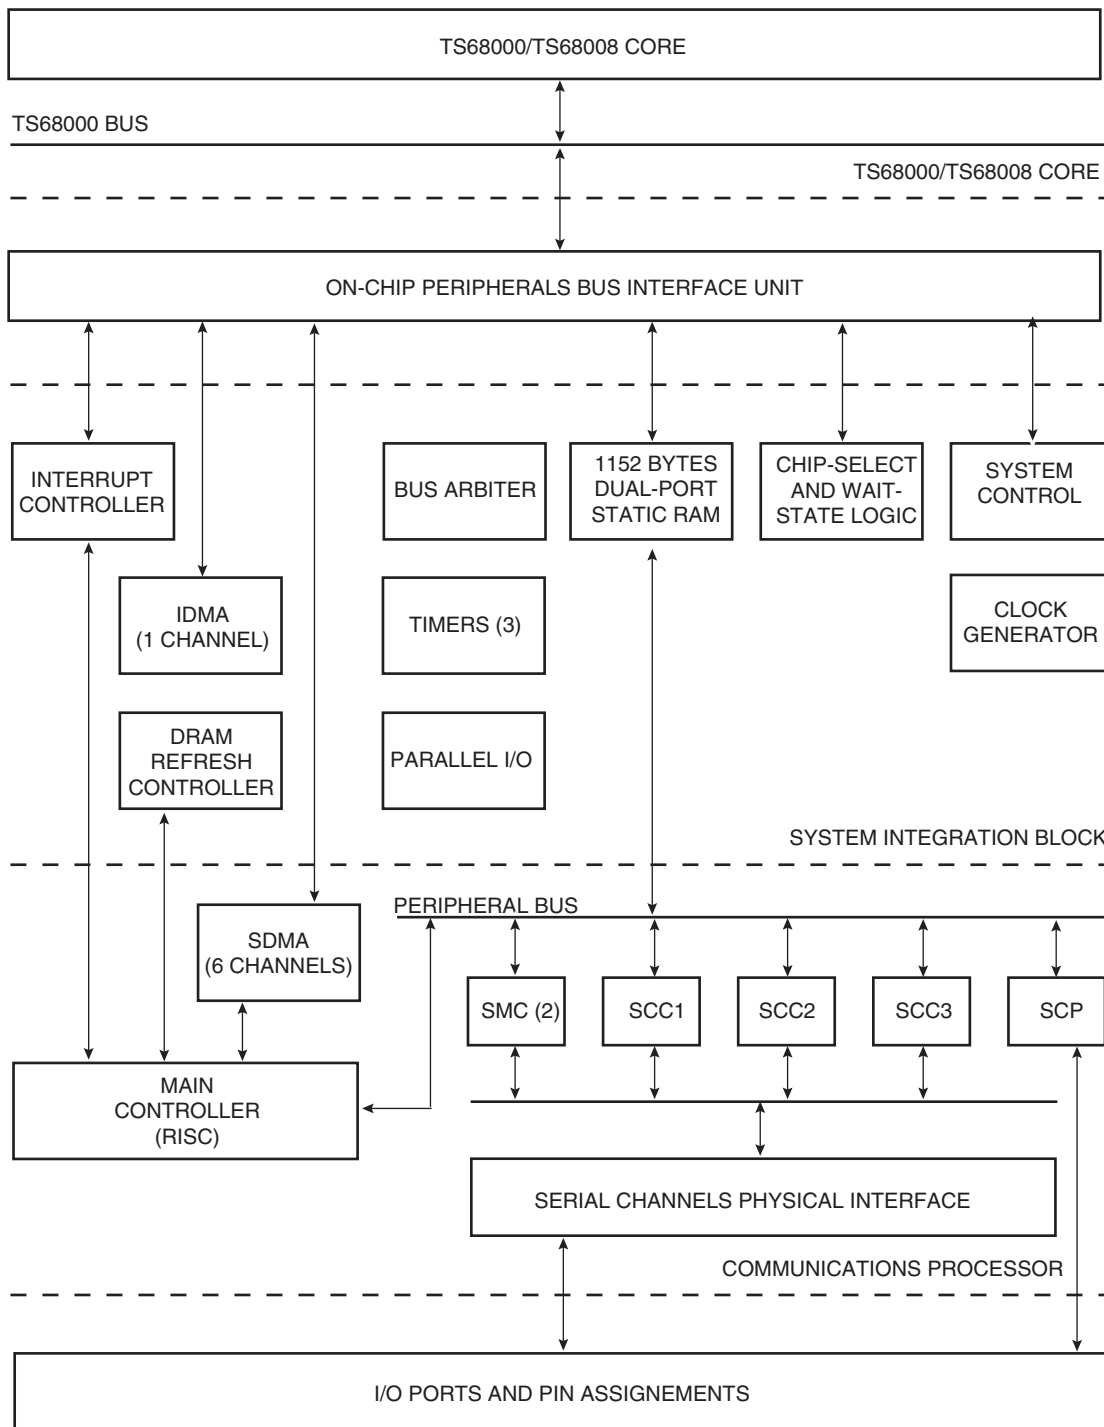 TS68000/TS68008 CORE
TS68000 BUS
TS68000/TS68008 CORE
ON-CHIP PERIPHERALS BUS INTERFACE UNIT
INTERRUPT
CONTROLLER
BUS ARBITER
1152 BYTES
DUAL-PORT
STATIC RAM
CHIP-SELECT
AND WAIT-
STATE LOGIC
SYSTEM
CONTROL
IDMA
(1 CHANNEL)
TIMERS (3)
CLOCK
GENERATOR
DRAM
REFRESH
CONTROLLER
PARALLEL I/O
SYSTEM INTEGRATION BLOCK
PERIPHERAL BUS
SDMA
(6 CHANNELS)
SMC (2)
SCC1
SCC2
SCC3
SCP
MAIN
CONTROLLER
(RISC)
SERIAL CHANNELS PHYSICAL INTERFACE
COMMUNICATIONS PROCESSOR
I/O PORTS AND PIN ASSIGNEMENTS